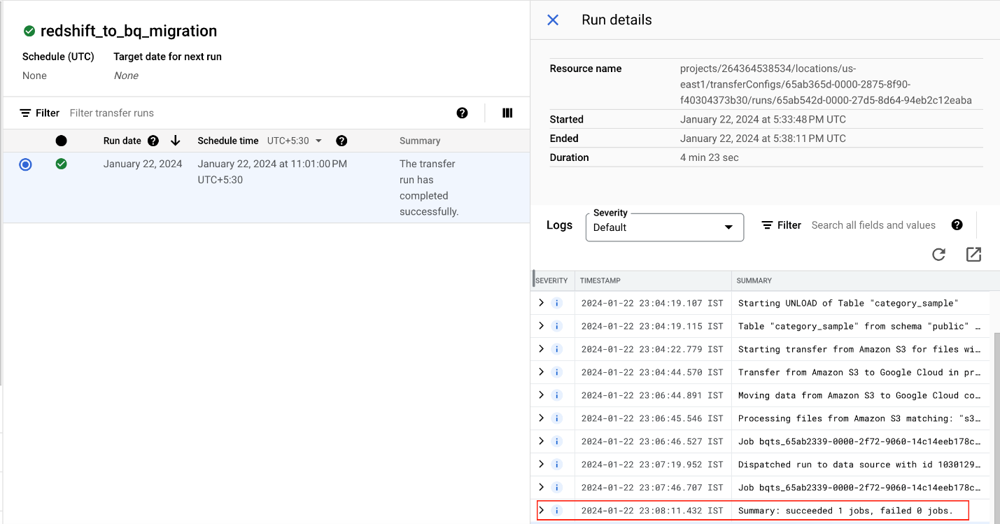 redshift_to_bq_migration
Schedule (UTC) Target date for next run
None None
Filter Filter transfer runs
Run date Schedule time UTC+5:30 Summary
January 22, 2024 January 22, 2024 at 11:01:00 PM The transfer
UTC+5:30 run has
completed
successfully.
Run details
Resource name projects/264364538534/locations/us-
east1/transferConfigs/65ab365d-0000-2875-8f90-
f40304373b30/runs/65ab542d-0000-27d5-8d64-94eb2c12eaba
Started January 22, 2024 at 5:33:48 PM UTC
Ended January 22, 2024 at 5:38:11 PM UTC
Duration 4 min 23 sec
Severity
Logs Default Filter Search all fields and values
SEVERITY TIMESTAMP SUMMARY
2024-01-22 23:04:19.107 IST Starting UNLOAD of Table "category_sample"
2024-01-22 23:04:19.115 IST Table "category_sample" from schema "public" …
2024-01-22 23:04:22.779 IST Starting transfer from Amazon S3 for files wi…
2024-01-22 23:04:44.570 IST Transfer from Amazon S3 to Google Cloud in pr…
2024-01-22 23:06:44.891 IST Moving data from Amazon S3 to Google Cloud co…
2024-01-22 23:06:45.546 IST Processing files from Amazon S3 matching: "s3…
2024-01-22 23:06:46.527 IST Job bqts_65ab2339-0000-2f72-9060-14c14eeb178c…
2024-01-22 23:07:19.952 IST Dispatched run to data source with id 1030129…
2024-01-22 23:07:46.707 IST Job bqts_65ab2339-0000-2f72-9060-14c14eeb178c…
2024-01-22 23:08:11.432 IST Summary: succeeded 1 jobs, failed 0 jobs.